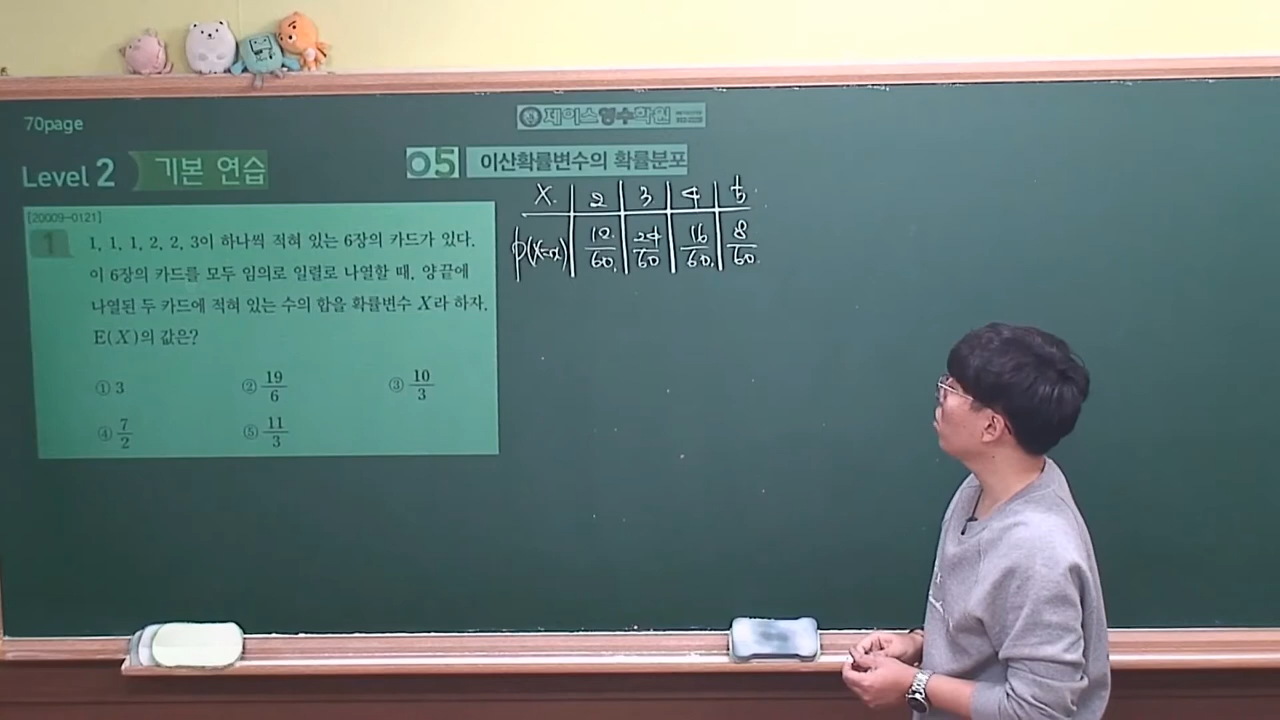 70page
제이스영수학원
Level 2 기본 연습
05 이산확률변수의 확률분포
[20009-0121]
1 1, 1, 1, 2, 2, 3이 하나씩 적혀 있는 6장의 카드가 있다.
이 6장의 카드를 모두 임의로 일렬로 나열할 때, 양끝에
나열된 두 카드에 적혀 있는 수의 합을 확률변수 X라 하자.
E(X)의 값은?
① 3 ② 19/6 ③ 10/3
④ 7/2 ⑤ 11/3
X 2 3 4 5
P(X=x) 12/60 24/60 16/60 8/60